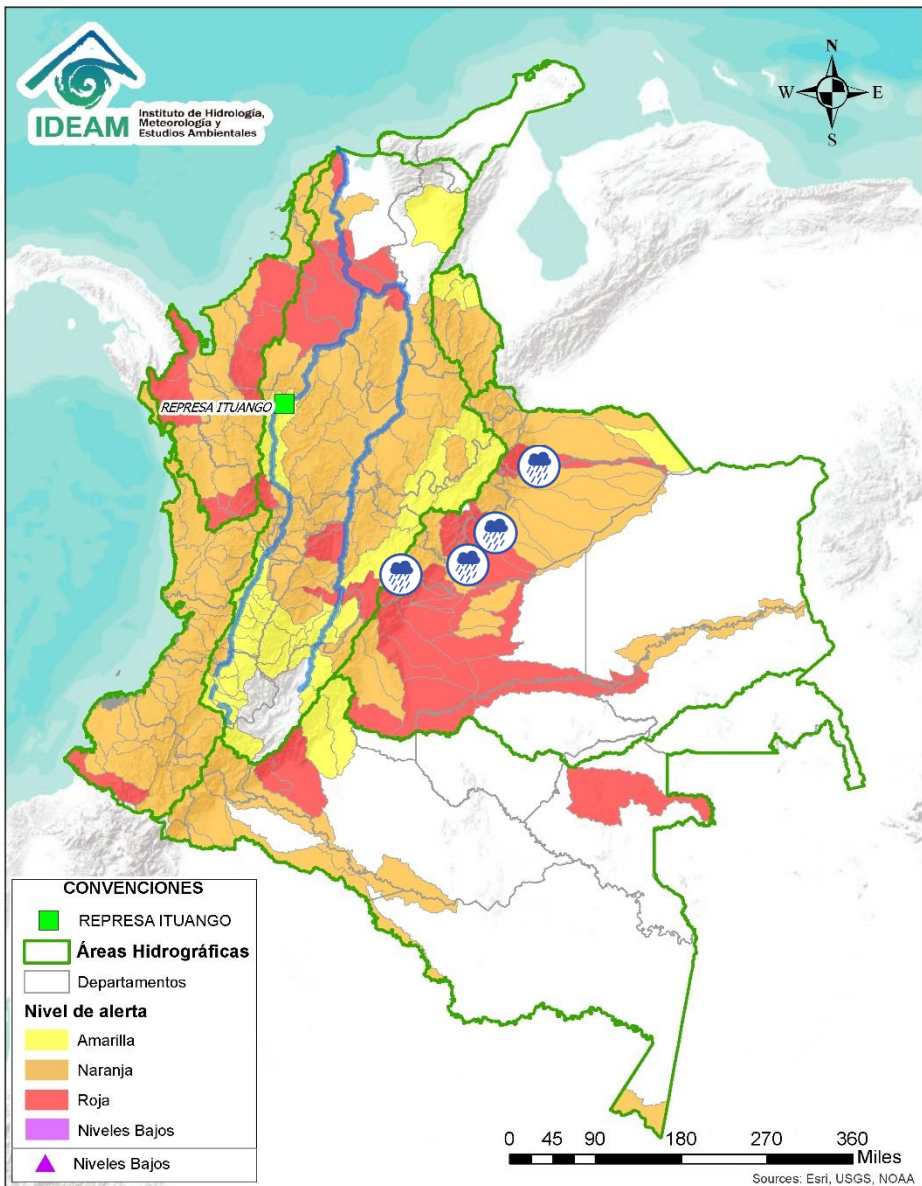 IDEAM
Instituto de Hidrología,
Meteorología y
Estudios Ambientales
N
W
E
S
REPRESA ITUANGO
CONVENCIONES
REPRESA ITUANGO
Áreas Hidrográficas
Departamentos
Nivel de alerta
Amarilla
Naranja
Roja
Niveles Bajos
Niveles Bajos
0 45 90 180 270 360
Miles
Sources: Esri, USGS, NOAA